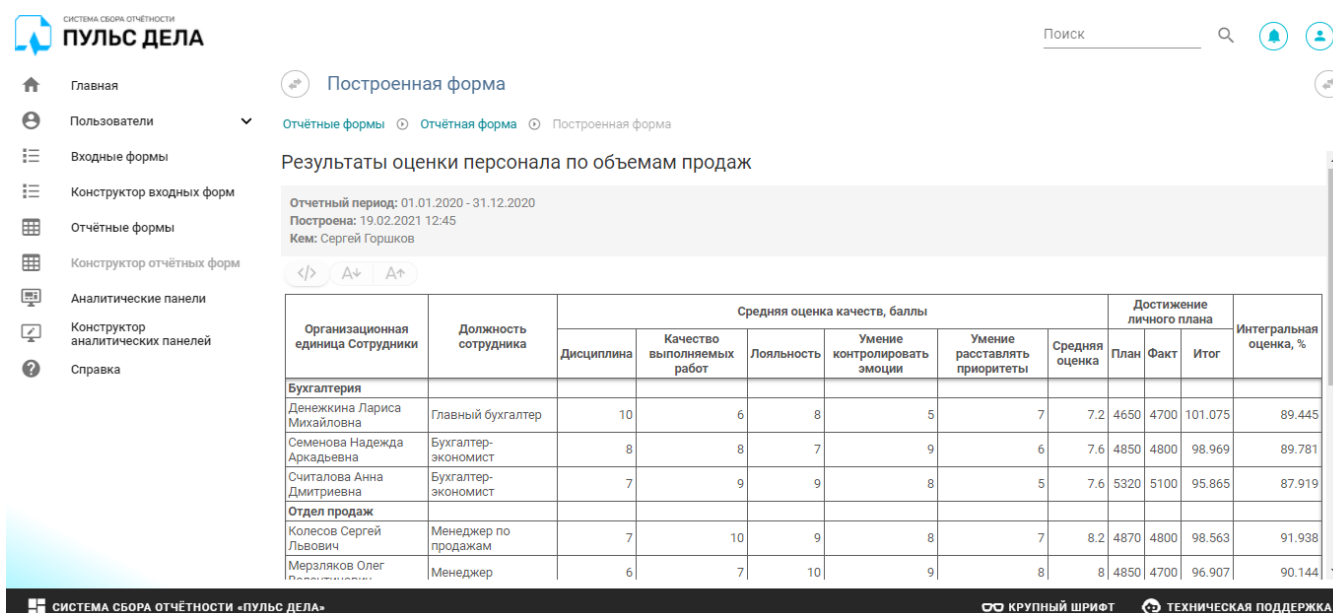 СИСТЕМА СБОРА ОТЧЁТНОСТИ
ПУЛЬС ДЕЛА
Поиск
Главная
Пользователи
Входные формы
Конструктор входных форм
Отчётные формы
Конструктор отчётных форм
Аналитические панели
Конструктор
аналитических панелей
Справка
Построенная форма
Отчётные формы Отчётная форма Построенная форма
Результаты оценки персонала по объемам продаж
Отчетный период: 01.01.2020 - 31.12.2020
Построена: 19.02.2021 12:45
Кем: Сергей Горшков
</> A↓ A↑
Организационная
единица Сотрудники
Должность
сотрудника
Средняя оценка качеств, баллы
Дисциплина
Качество
выполняемых
работ
Лояльность
Умение
контролировать
эмоции
Умение
расставлять
приоритеты
Средняя
оценка
Достижение
личного плана
План Факт Итог
Интегральная
оценка, %
Бухгалтерия
Денежкина Лариса
Михайловна
Главный бухгалтер 10 6 8 5 7 7.2 4650 4700 101.075 89.445
Семенова Надежда
Аркадьевна
Бухгалтер-
экономист
8 8 7 9 6 7.6 4850 4800 98.969 89.781
Считалова Анна
Дмитриевна
Бухгалтер-
экономист
7 9 9 8 5 7.6 5320 5100 95.865 87.919
Отдел продаж
Колесов Сергей
Львович
Менеджер по
продажам
7 10 9 8 7 8.2 4870 4800 98.563 91.938
Мерзляков Олег
Менеджер 6 7 10 9 8 8 4850 4700 96.907 90.144
СИСТЕМА СБОРА ОТЧЁТНОСТИ «ПУЛЬС ДЕЛА»
КРУПНЫЙ ШРИФТ
ТЕХНИЧЕСКАЯ ПОДДЕРЖКА